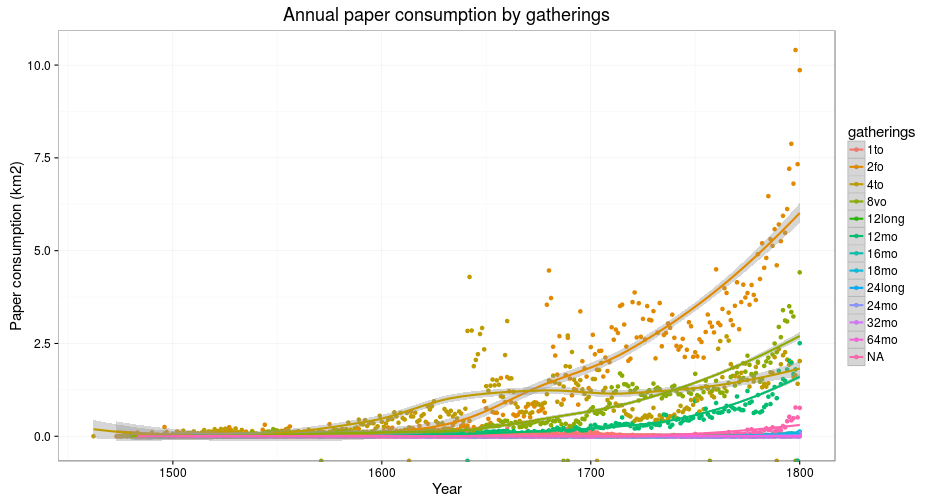 Annual paper consumption by gatherings
Paper consumption (km2)
10.0
7.5
5.0
2.5
0.0
1500
1600
1700
1800
Year
gatherings
1to
2fo
4to
8vo
12long
12mo
16mo
18mo
24long
24mo
32mo
64mo
NA